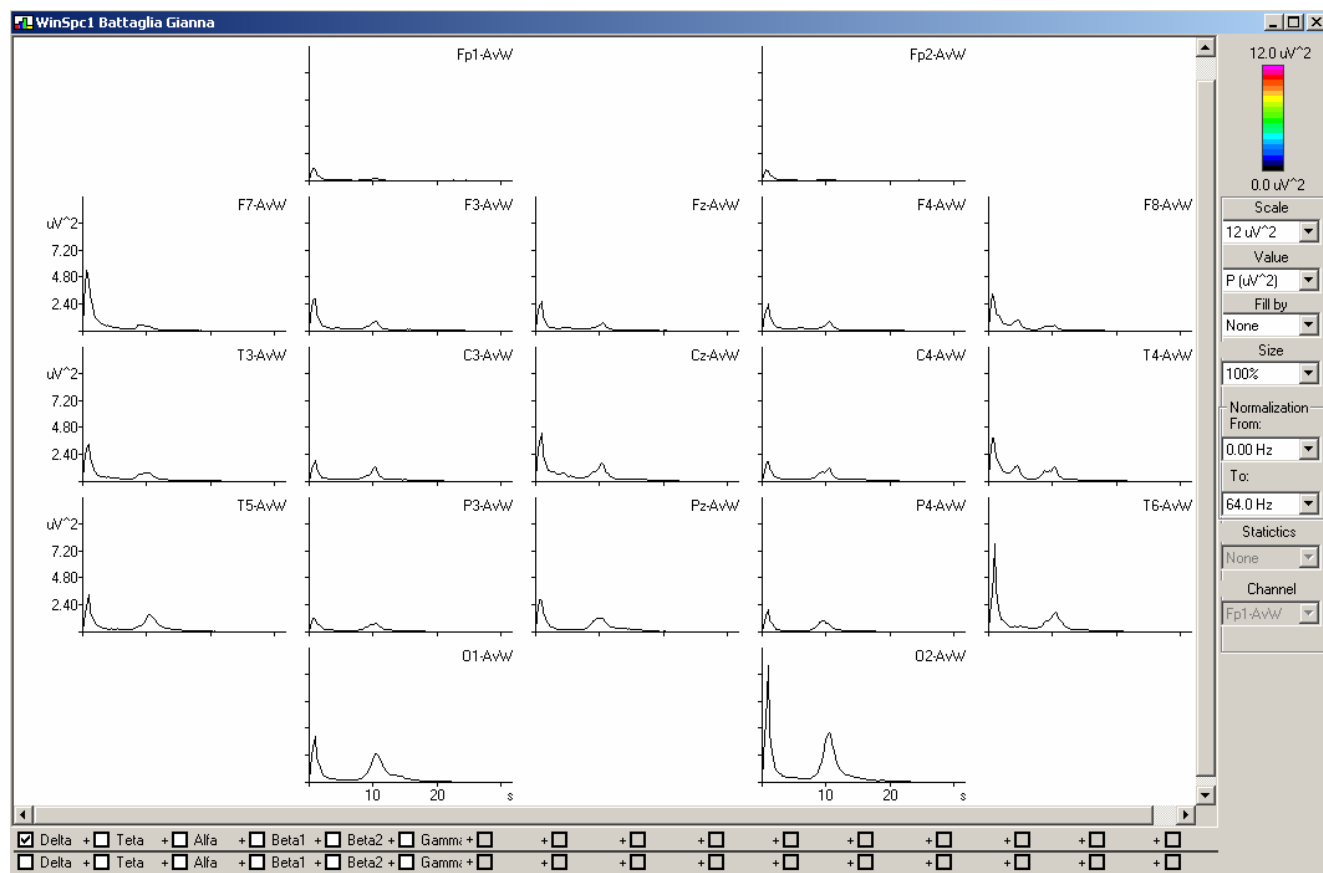 WinSpc1 Battaglia Gianna
Fp1-AvW Fp2-AvW
12.0 uV^2
0.0 uV^2
F7-AvW F3-AvW Fz-AvW F4-AvW F8-AvW
uV^2
7.20
4.80
2.40
Scale
12 uV^2
Value
P (uV^2)
Fill by
None
T3-AvW C3-AvW Cz-AvW C4-AvW T4-AvW
uV^2
7.20
4.80
2.40
Size
100%
Normalization
From:
0.00 Hz
To:
64.0 Hz
T5-AvW P3-AvW Pz-AvW P4-AvW T6-AvW
uV^2
7.20
4.80
2.40
Statictics
None
Channel
Fp1-AvW
O1-AvW O2-AvW
10 20 s 10 20 s
Delta + Teta + Alfa + Beta1 + Beta2 + Gamma + + + + + + + + + +
Delta + Teta + Alfa + Beta1 + Beta2 + Gamma + + + + + + + + + +